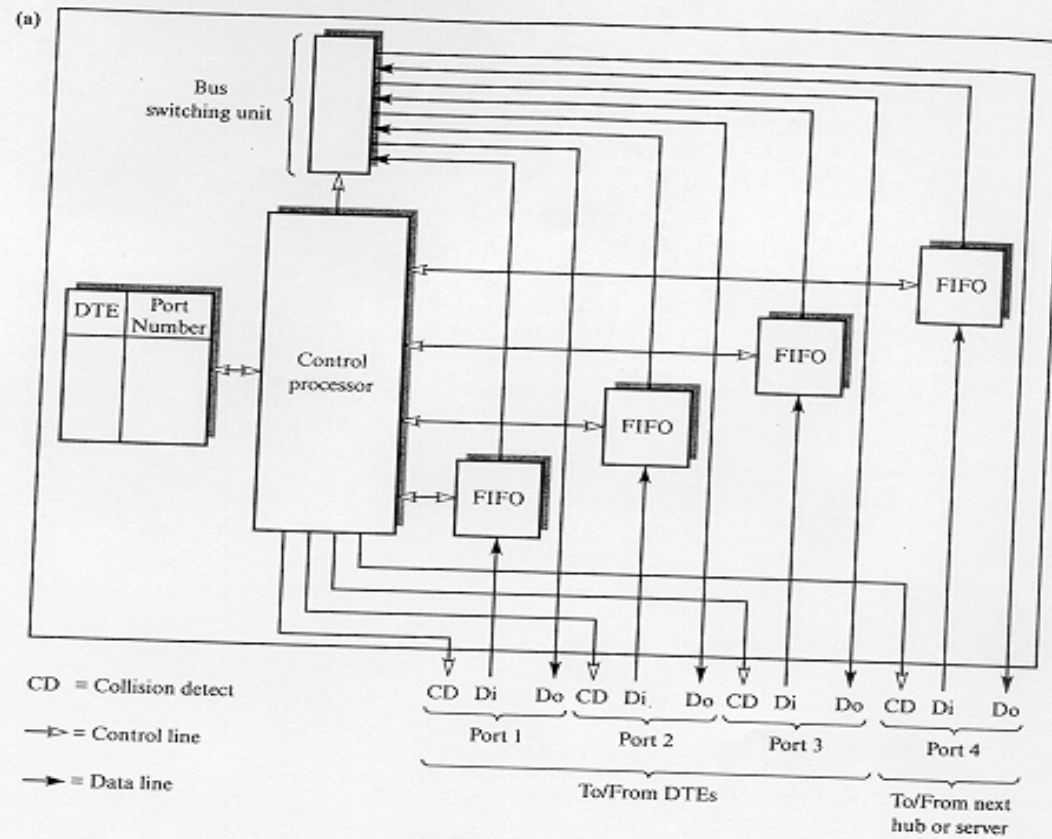 (a)
Bus
switching unit
DTE
Port
Number
Control
processor
FIFO
FIFO
FIFO
FIFO
CD = Collision detect
= Control line
= Data line
CD Di Do CD Di. Do CD Di Do CD Di Do
Port 1 Port 2 Port 3 Port 4
To/From DTEs
To/From next
hub or server